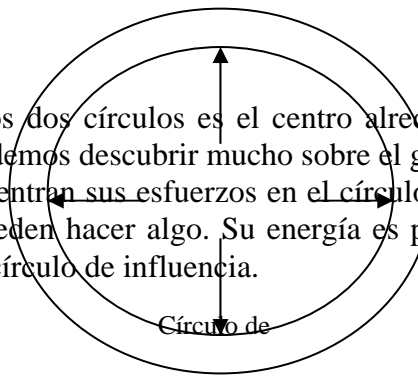 os dos círculos es el centro alred
demos descubrir mucho sobre el g
entran sus esfuerzos en el círculo
eden hacer algo. Su energía es p
círculo de influencia.
Círculo de